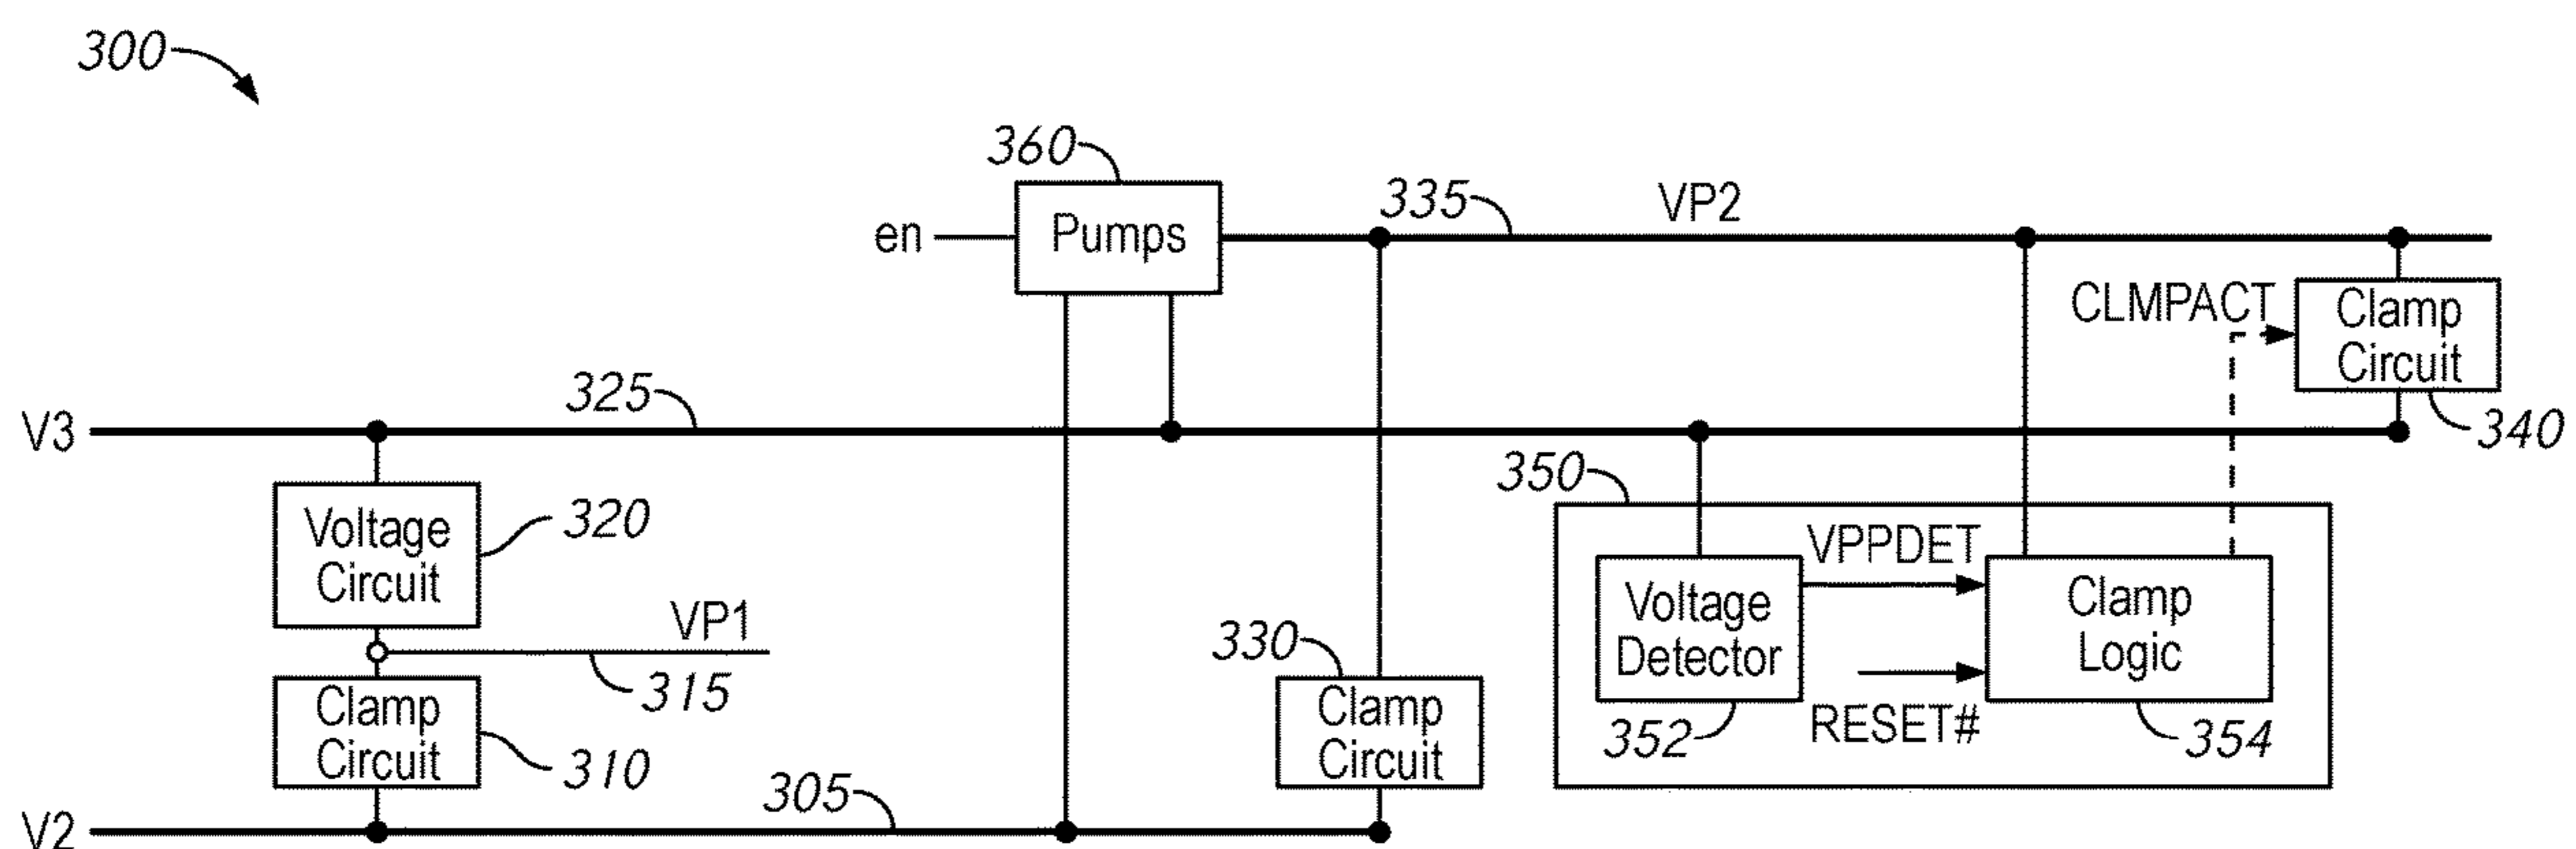 300
360
en
Pumps
335
VP2
CLMPACT
Clamp
Circuit
340
V3
325
350
Voltage
Circuit
320
VP1
315
Clamp
Circuit
310
330
Clamp
Circuit
VPPDET
Voltage
Detector
352
RESET#
Clamp
Logic
354
305
V2